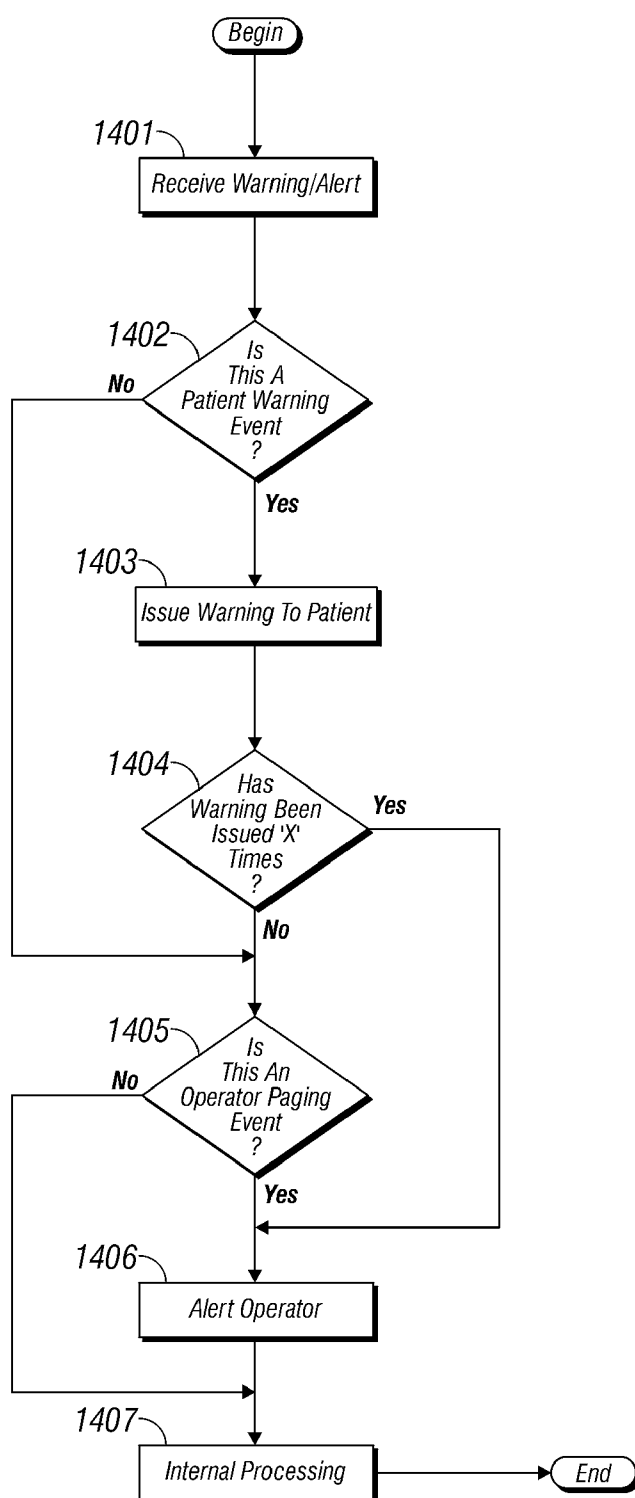 Begin
1401
Receive Warning/Alert
1402
Is
This A
Patient Warning
Event
?
No
Yes
1403
Issue Warning To Patient
1404
Has
Warning Been
Issued 'X'
Times
?
Yes
No
1405
Is
This An
Operator Paging
Event
?
No
Yes
1406
Alert Operator
1407
Internal Processing
End